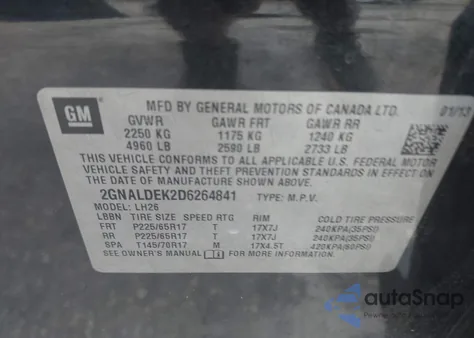 GM
MFD BY GENERAL MOTORS OF CANADA LTD. 01/13
GVWR GAWR FRT GAWR RR
2250 KG 1175 KG 1240 KG
4960 LB 2590 LB 2733 LB
THIS VEHICLE CONFORMS TO ALL APPLICABLE U.S. FEDERAL MOTOR
VEHICLE SAFETY AND THEFT PREVENTION STANDARDS IN EFFECT ON
THE DATE OF MANUFACTURE SHOWN ABOVE.
2GNALDEK2D6264841 TYPE: M.P.V.
MODEL: LH26
LBBN TIRE SIZE SPEED RTG RIM COLD TIRE PRESSURE
FRT P225/65R17 T 17X7J 240KPA(35PSI)
RR P225/65R17 T 17X7J 240KPA(35PSI)
SPA T145/70R17 M 17X4.5T 420KPA(60PSI)
SEE OWNER'S MANUAL FOR MORE INFORMATION.
autoSnap